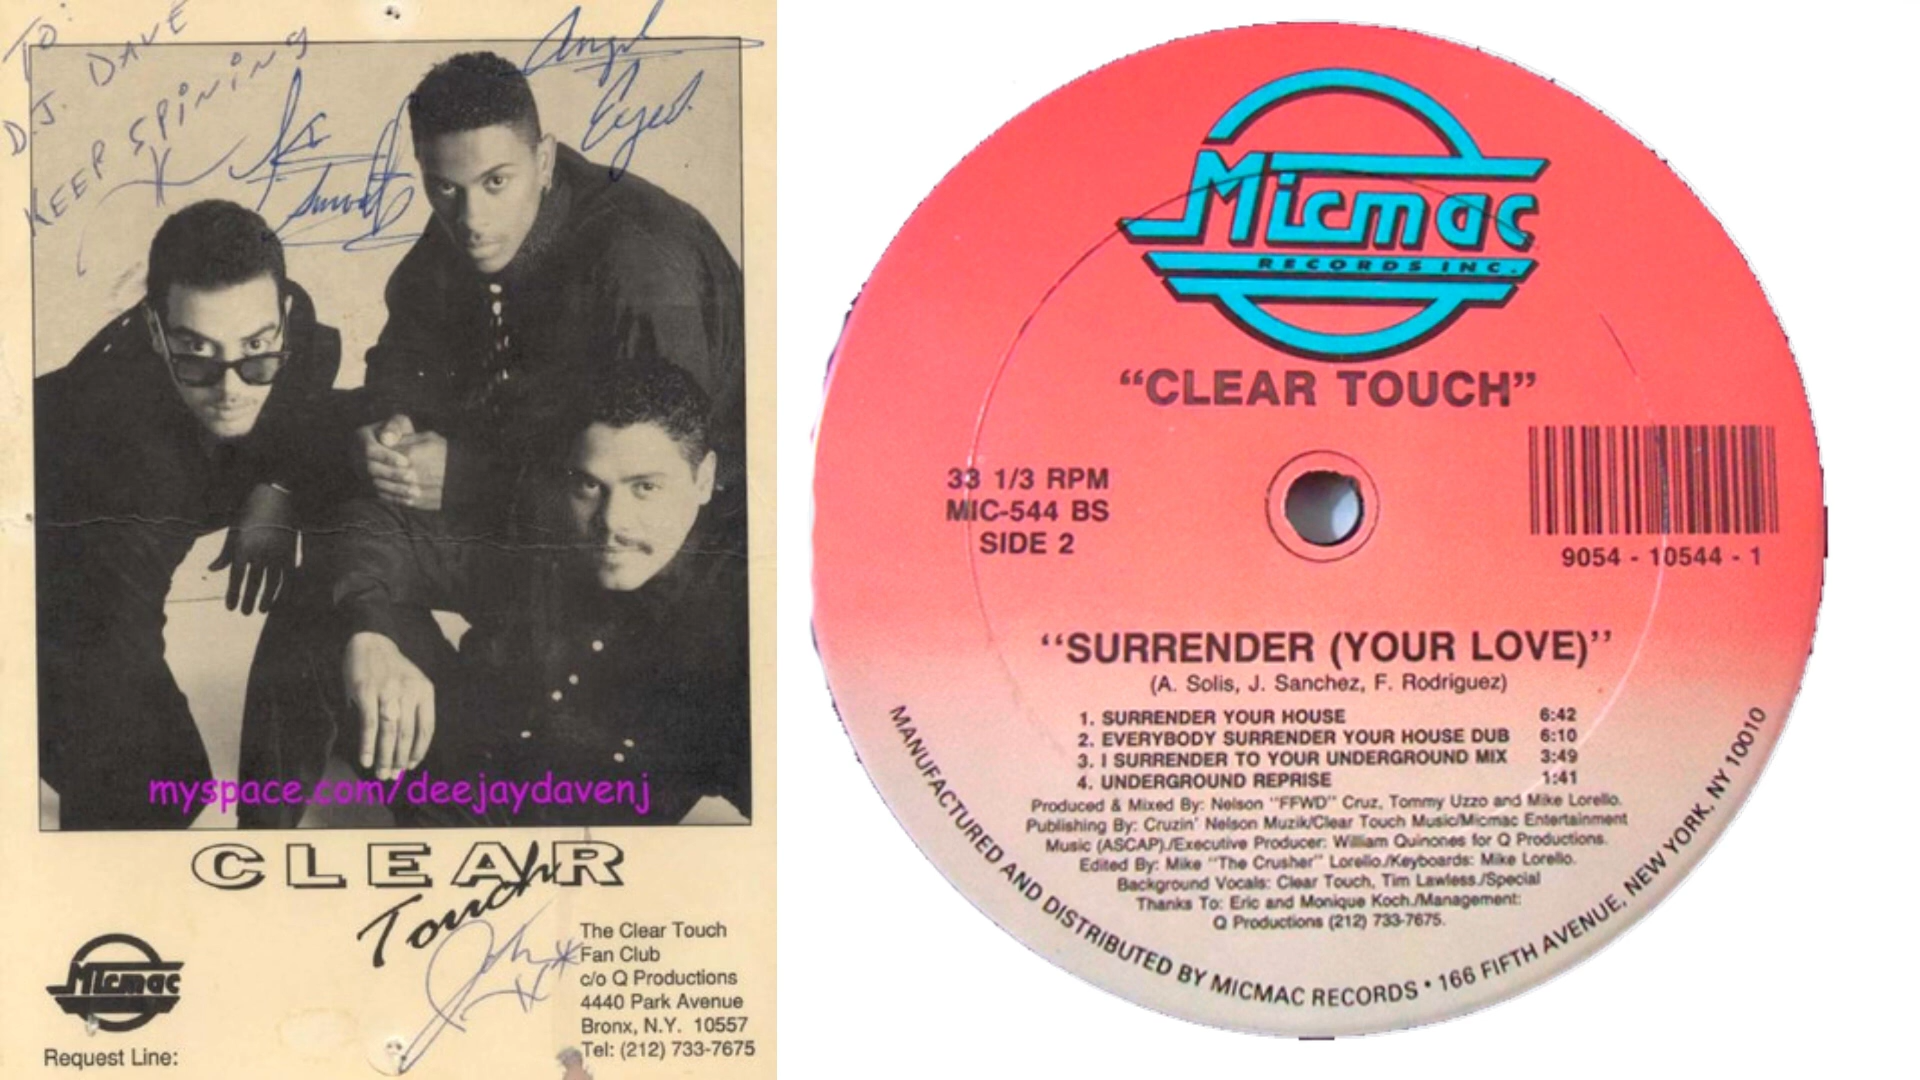 TO:
D.J. DAVE
KEEP SPINING
Angel
Eyes
myspace.com/deejaydavenj
CLEAR
Touch
John
Micmac
Request Line:
The Clear Touch
Fan Club
c/o Q Productions
4440 Park Avenue
Bronx, N.Y. 10557
Tel: (212) 733-7675
Micmac
RECORDS INC.
“CLEAR TOUCH”
33 1/3 RPM
MIC-544 BS
SIDE 2
9054 - 10544 - 1
“SURRENDER (YOUR LOVE)”
(A. Solis, J. Sanchez, F. Rodriguez)
1. SURRENDER YOUR HOUSE 6:42
2. EVERYBODY SURRENDER YOUR HOUSE DUB 6:10
3. I SURRENDER TO YOUR UNDERGROUND MIX 3:49
4. UNDERGROUND REPRISE 1:41
Produced & Mixed By: Nelson "FFWD" Cruz, Tommy Uzzo and Mike Lorello.
Publishing By: Cruzin' Nelson Muzik/Clear Touch Music/Micmac Entertainment
Music (ASCAP)./Executive Producer: William Quinones for Q Productions.
Edited By: Mike "The Crusher" Lorello./Keyboards: Mike Lorello.
Background Vocals: Clear Touch, Tim Lawless./Special
Thanks To: Eric and Monique Koch./Management:
Q Productions (212) 733-7675.
MANUFACTURED AND DISTRIBUTED BY MICMAC RECORDS • 166 FIFTH AVENUE, NEW YORK, NY 10010